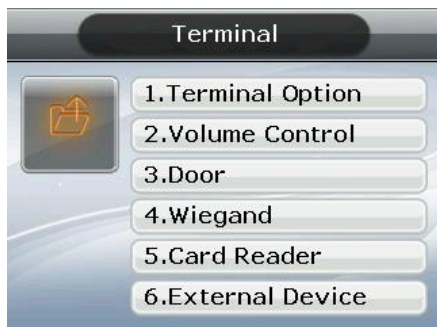 Terminal
1.Terminal Option
2.Volume Control
3.Door
4.Wiegand
5.Card Reader
6.External Device